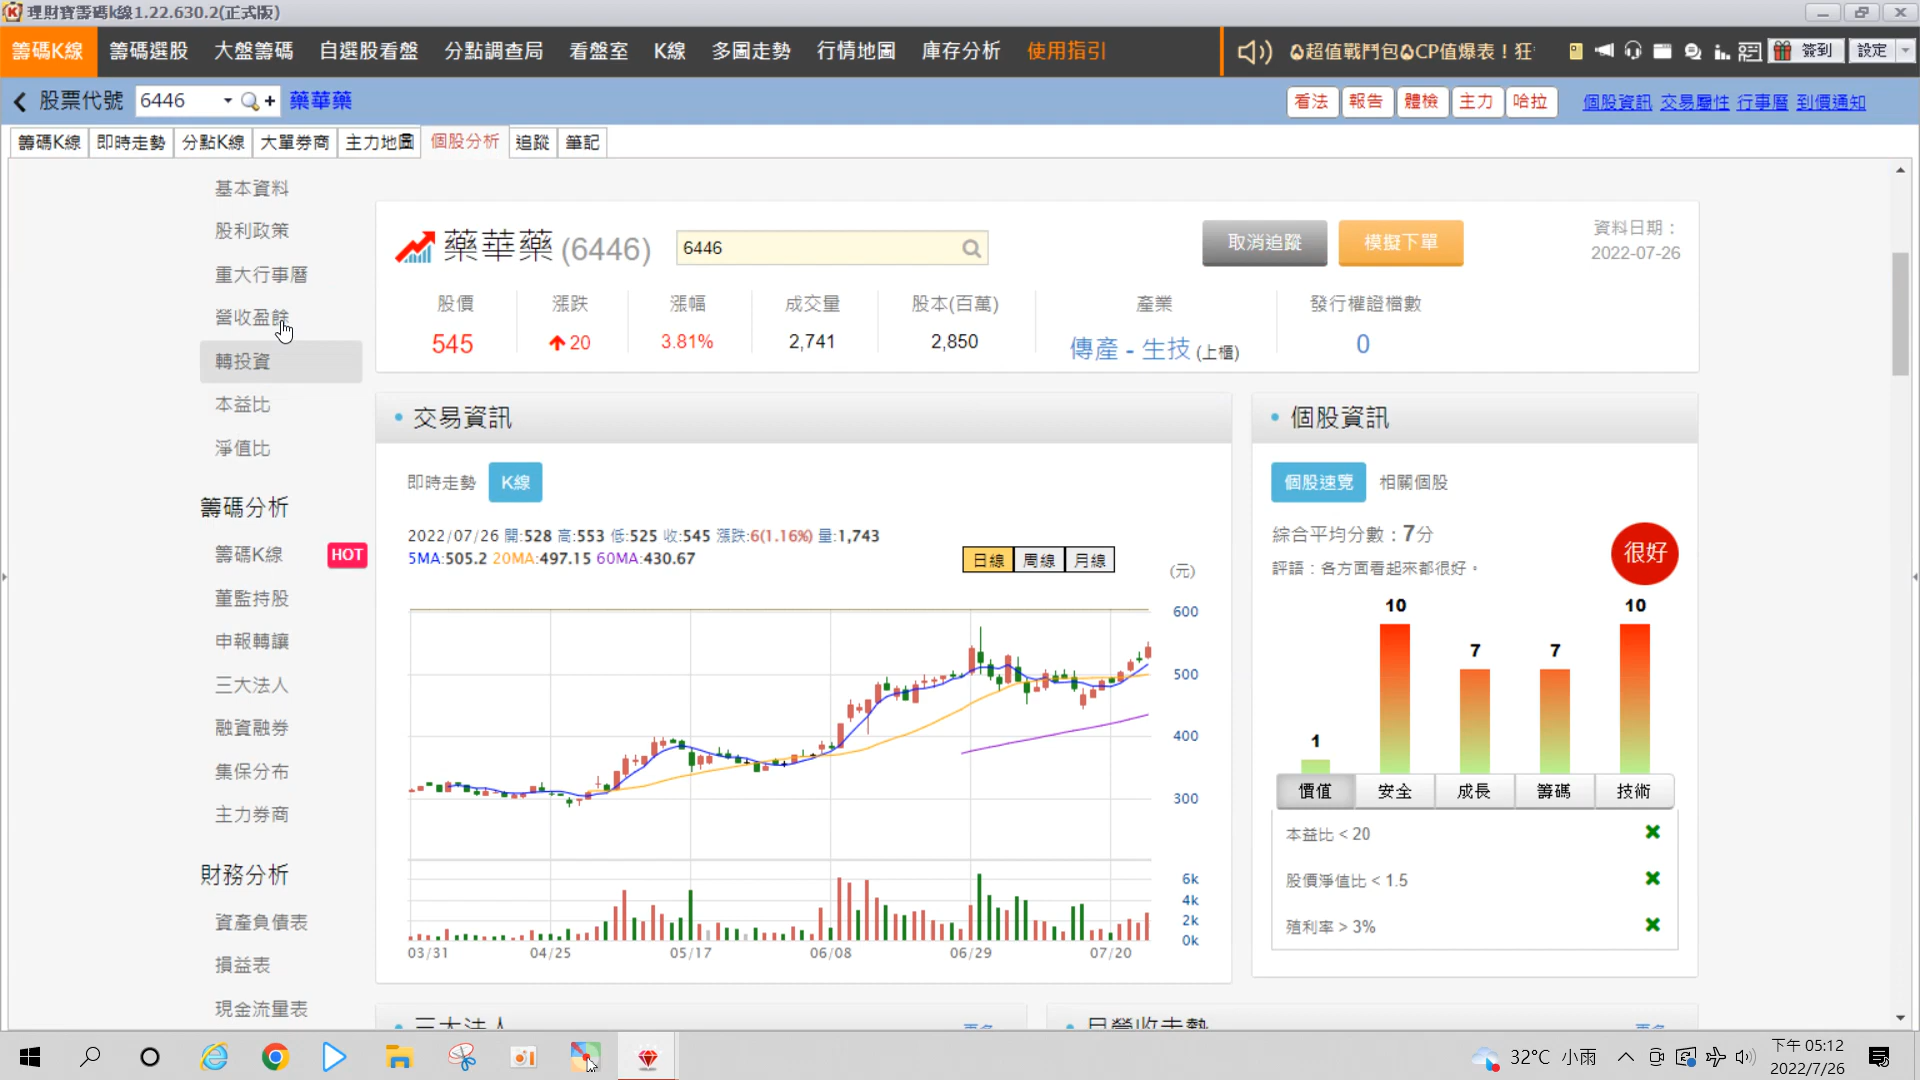 理財寶籌碼k線1.22.630.2(正式版)
籌碼K線 籌碼選股 大盤籌碼 自選股看盤 分點調查局 看盤室 K線 多圖走勢 行情地圖 庫存分析 使用指引 超值戰鬥包 CP值爆表！狂 簽到 設定
股票代號 6446 藥華藥 看法 報告 體檢 主力 哈拉 個股資訊 交易屬性 行事曆 到價通知
籌碼K線 即時走勢 分點K線 大單券商 主力地圖 個股分析 追蹤 筆記
基本資料
股利政策
重大行事曆
營收盈餘
轉投資
本益比
淨值比
籌碼分析
籌碼K線 HOT
董監持股
申報轉讓
三大法人
融資融券
集保分布
主力券商
財務分析
資產負債表
損益表
現金流量表
藥華藥 (6446) 6446 取消追蹤 模擬下單 資料日期：
2022-07-26
股價 漲跌 漲幅 成交量 股本(百萬) 產業 發行權證檔數
545 20 3.81% 2,741 2,850 傳產 - 生技 (上櫃) 0
交易資訊
即時走勢 K線
2022/07/26 開:528 高:553 低:525 收:545 漲跌:6(1.16%) 量:1,743
5MA:505.2 20MA:497.15 60MA:430.67
日線 周線 月線
(元)
600
500
400
300
6k
4k
2k
0k
03/31 04/25 05/17 06/08 06/29 07/20
個股資訊
個股速覽 相關個股
綜合平均分數：7分
評語：各方面看起來都很好。
很好
1 10 7 7 10
價值 安全 成長 籌碼 技術
本益比 < 20
股價淨值比 < 1.5
殖利率 > 3%
三大法人 更多
月營收走勢 更多
32°C 小雨
下午 05:12
2022/7/26